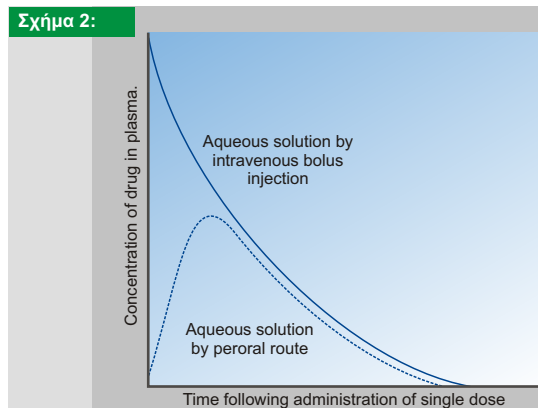 Σχήμα 2:
Concentration of drug in plasma.
Aqueous solution by
intravenous bolus
injection
Aqueous solution
by peroral route
Time following administration of single dose